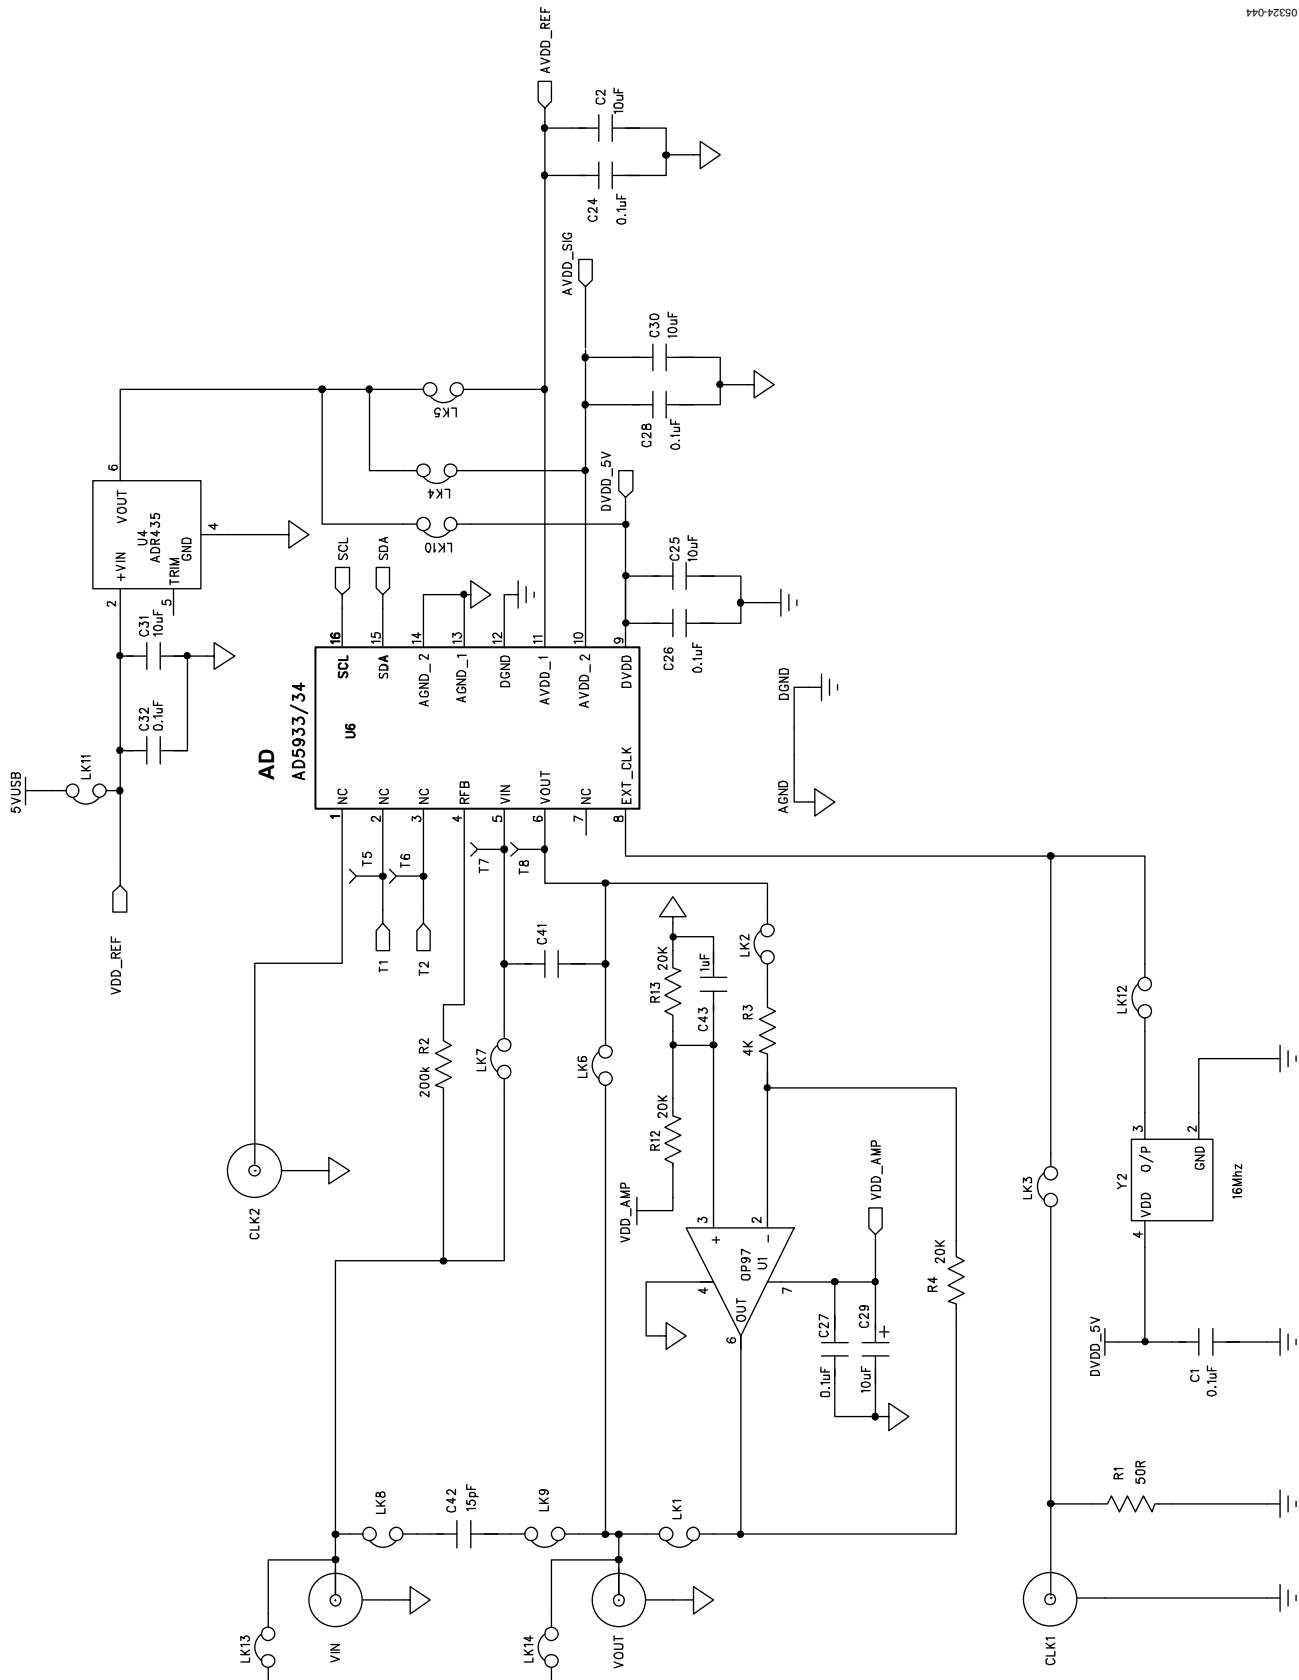 05324-044
AVDD_REF
C2
10uF
C24
0.1uF
AVDD_SIG
C30
10uF
C28
0.1uF
LK5
LK4
LK10
DVDD_5V
C25
10uF
C26
0.1uF
6
VOUT
U4
ADR435
+VIN
TRIM
GND
4
2
5
C31
10uF
C32
0.1uF
5VUSB
LK11
VDD_REF
SCL
SDA
AD
AD5933/34
U6
16
SCL
15
SDA
14
AGND_2
13
AGND_1
12
DGND
11
AVDD_1
10
AVDD_2
9
DVDD
1
NC
2
NC
3
NC
4
RFB
5
VIN
6
VOUT
7
NC
8
EXT_CLK
DGND
AGND
T5
T6
T7
T8
T1
T2
C41
R2
200k
LK7
LK6
R13
20K
1uF
C43
LK2
R3
4K
R12
20K
VDD_AMP
CLK2
3
+
2
-
OP97
U1
OUT
4
7
6
VDD_AMP
C27
0.1uF
C29
+
10uF
R4
20K
LK12
LK3
3
O/P
2
GND
Y2
VDD
4
16Mhz
DVDD_5V
C1
0.1uF
R1
50R
LK8
C42
15pF
LK9
LK1
LK13
VIN
LK14
VOUT
CLK1